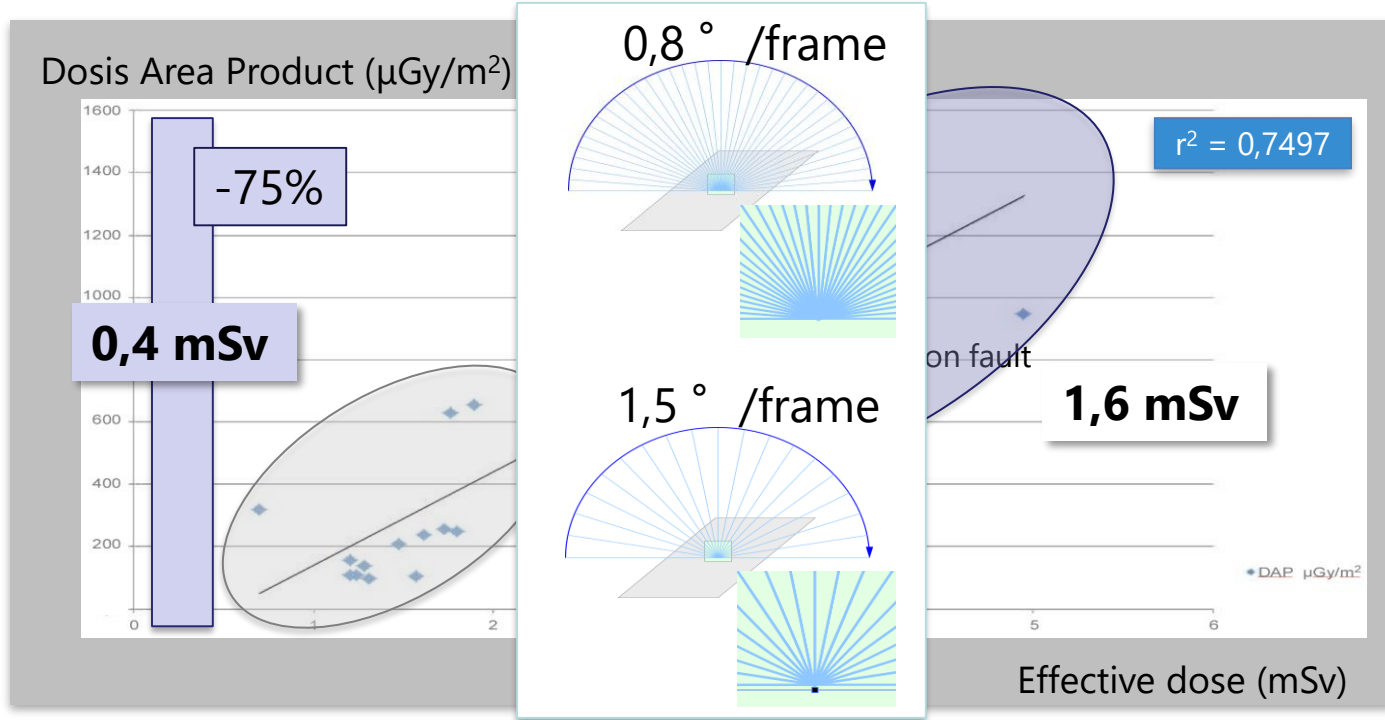 0,8 ° /frame
Dosis Area Product (µGy/m²)
1600
r² = 0,7497
1400
-75%
1200
1000
0,4 mSv
on fault
1,6 mSv
1,5 ° /frame
600
400
200
DAP µGy/m²
0 1 2 5 6
Effective dose (mSv)